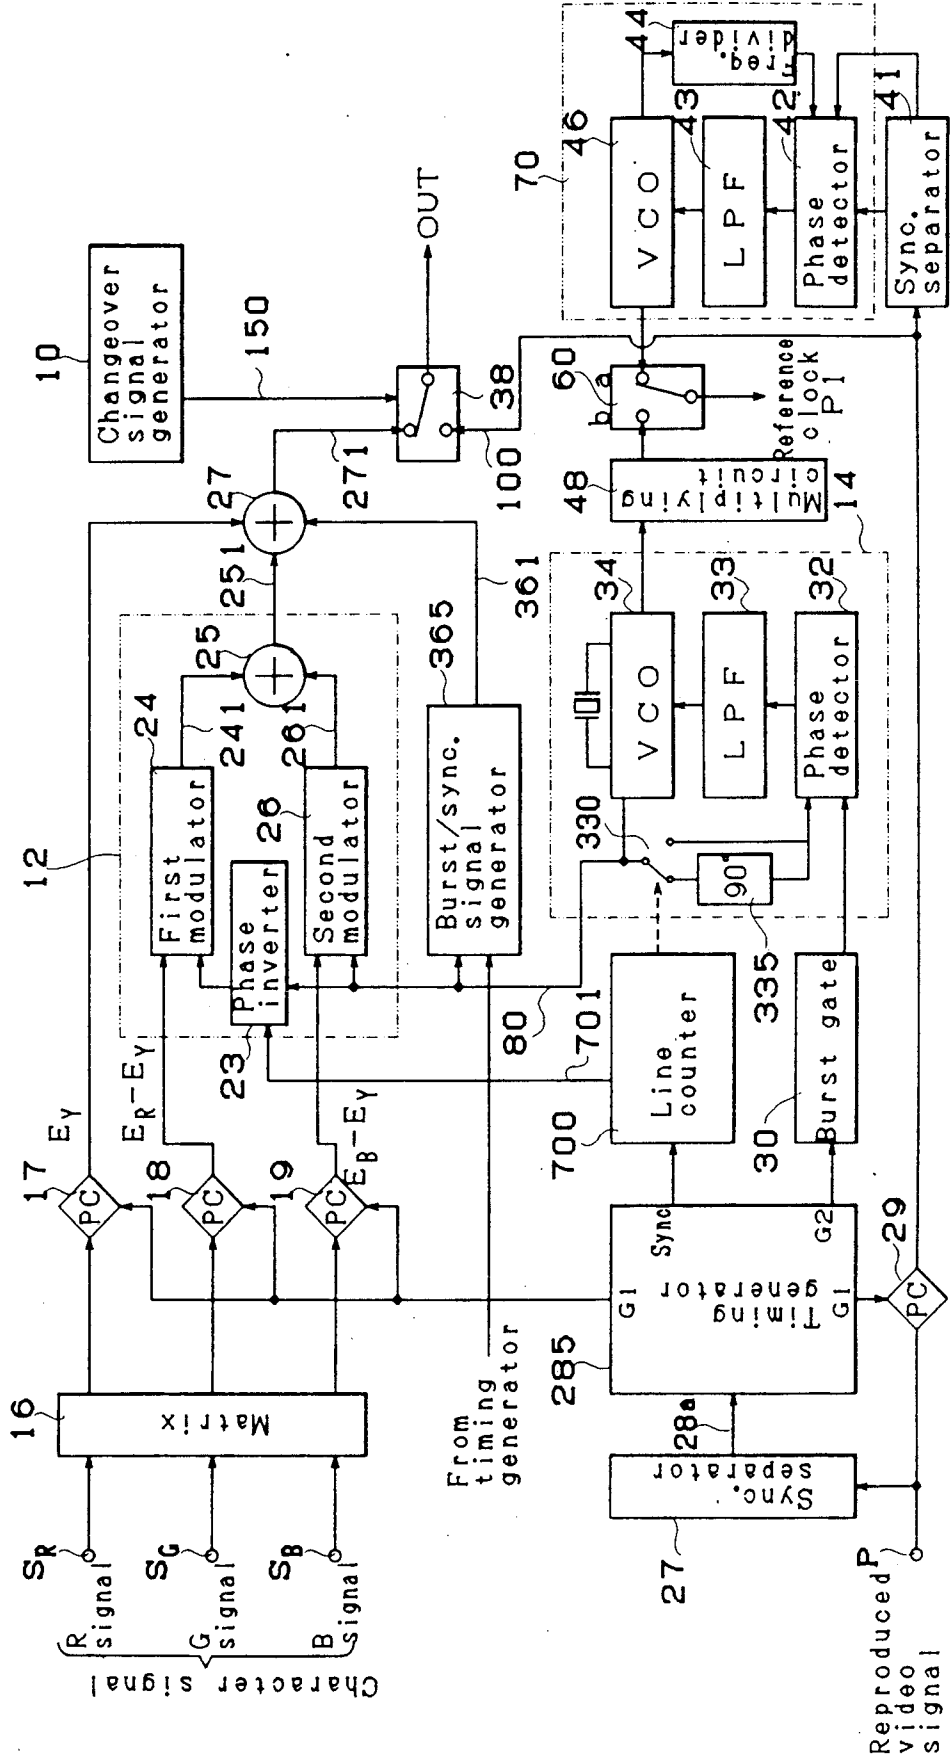 Character signal
R
signal
S_R
G
signal
S_G
B
signal
S_B
16
Matrix
17
PC
E_Y
18
PC
E_R-E_Y
19
PC
E_B-E_Y
12
24
First
modulator
241
23
Phase
inverter
26
Second
modulator
261
25
251
27
271
10
Changeover
signal
generator
150
38
OUT
100
From
timing
generator
365
Burst/sync.
signal
generator
361
80
701
700
Line
counter
330
90°
335
34
VCO
33
LPF
32
Phase
detector
14
48
Multiplying
circuit
60
b
a
Reference
clock
P1
70
46
VCO
43
LPF
42
Phase
detector
44
Freq.
divider
41
Sync.
separator
285
G1
Sync
Timing
generator
G2
G1
30
Burst gate
28a
27
Sync.
separator
29
PC
P
Reproduced
video
signal